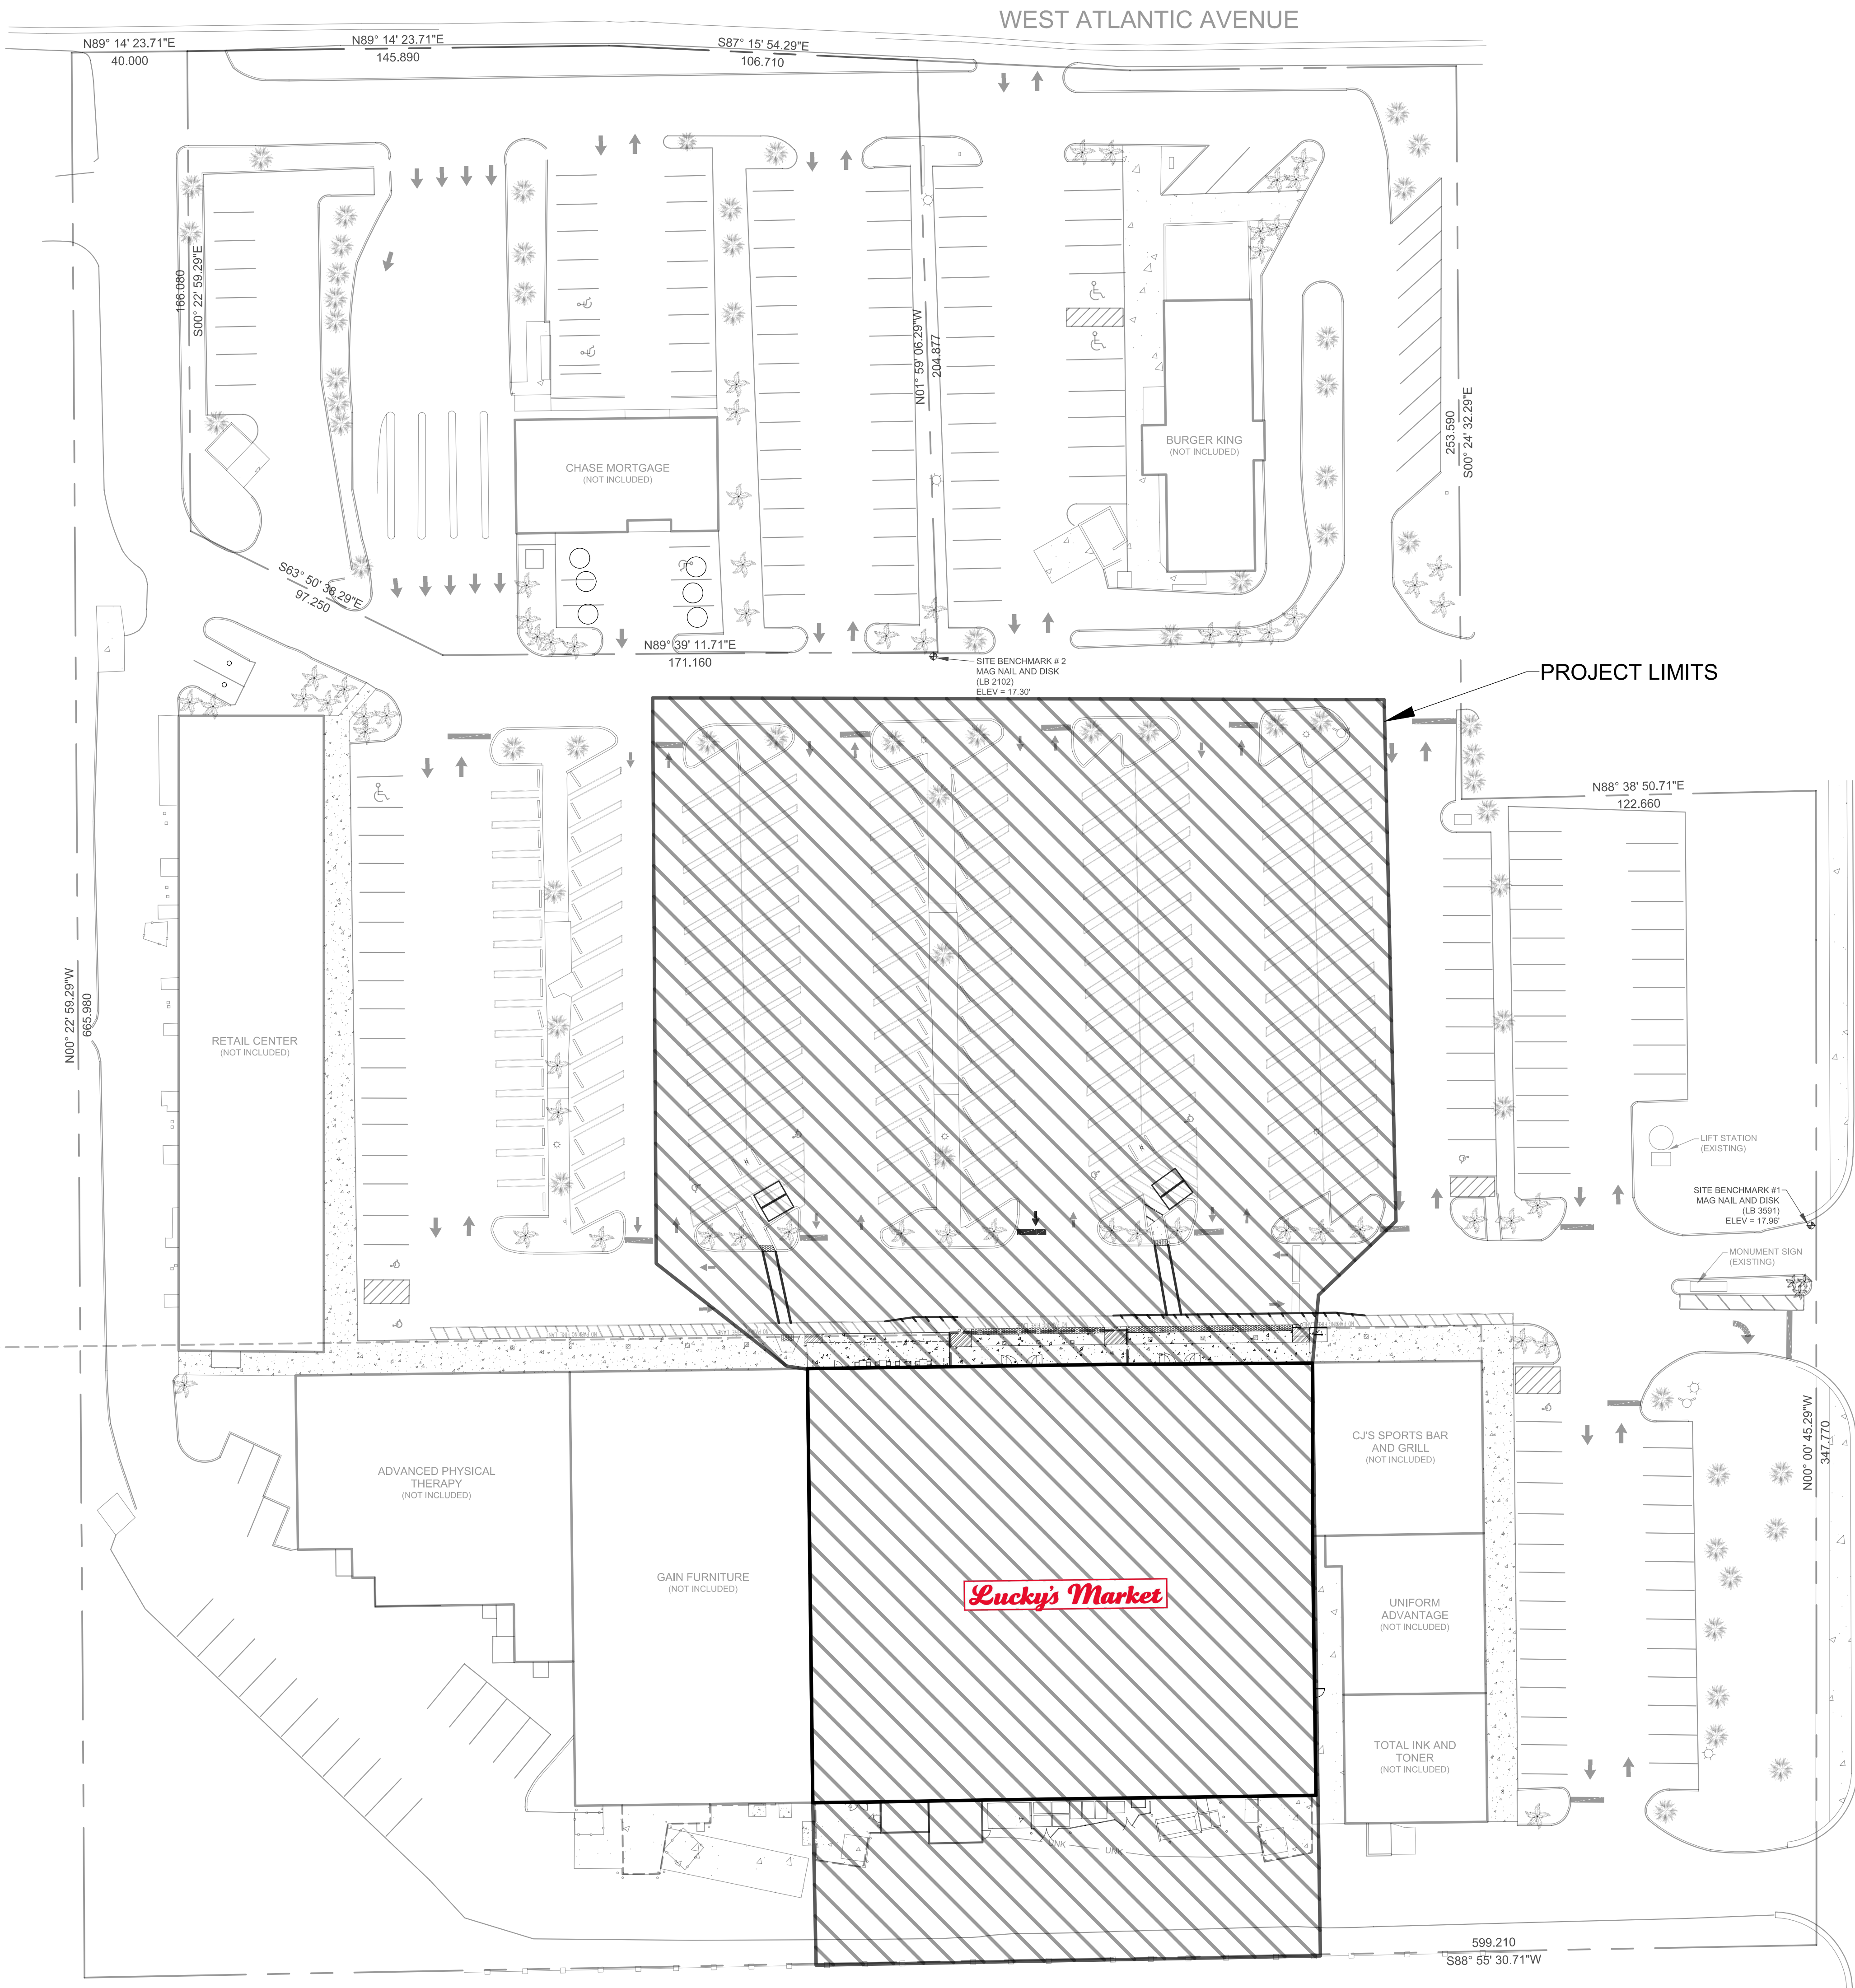 WEST ATLANTIC AVENUE
N89° 14' 23.71"E
40.000
N89° 14' 23.71"E
145.890
S87° 15' 54.29"E
106.710
166.080
S00° 22' 59.29"E
N01° 59' 06.29"W
204.877
253.590
S00° 24' 32.29"E
CHASE MORTGAGE
(NOT INCLUDED)
BURGER KING
(NOT INCLUDED)
S63° 50' 38.29"E
97.250
N89° 39' 11.71"E
171.160
SITE BENCHMARK # 2
MAG NAIL AND DISK
(LB 2102)
ELEV = 17.30'
PROJECT LIMITS
N88° 38' 50.71"E
122.660
N00° 22' 59.29"W
665.980
RETAIL CENTER
(NOT INCLUDED)
LIFT STATION
(EXISTING)
SITE BENCHMARK #1
MAG NAIL AND DISK
(LB 3591)
ELEV = 17.96'
MONUMENT SIGN
(EXISTING)
N00° 00' 45.29"W
347.770
ADVANCED PHYSICAL
THERAPY
(NOT INCLUDED)
GAIN FURNITURE
(NOT INCLUDED)
Lucky's Market
CJ'S SPORTS BAR
AND GRILL
(NOT INCLUDED)
UNIFORM
ADVANTAGE
(NOT INCLUDED)
TOTAL INK AND
TONER
(NOT INCLUDED)
UNK
UNK
599.210
S88° 55' 30.71"W